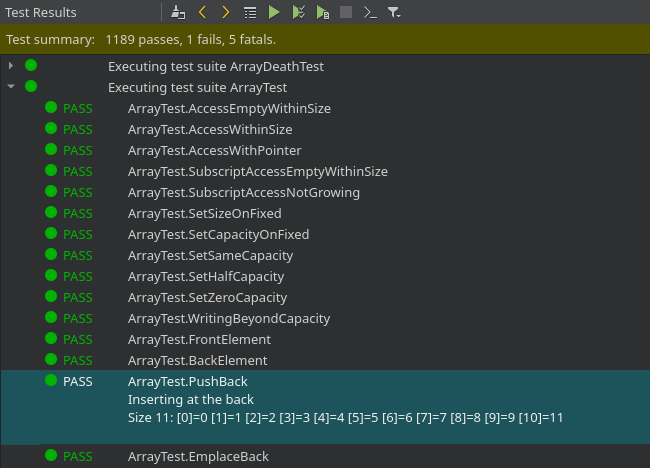 Test Results
Test summary: 1189 passes, 1 fails, 5 fatals.
Executing test suite ArrayDeathTest
Executing test suite ArrayTest
PASS ArrayTest.AccessEmptyWithinSize
PASS ArrayTest.AccessWithinSize
PASS ArrayTest.AccessWithPointer
PASS ArrayTest.SubscriptAccessEmptyWithinSize
PASS ArrayTest.SubscriptAccessNotGrowing
PASS ArrayTest.SetSizeOnFixed
PASS ArrayTest.SetCapacityOnFixed
PASS ArrayTest.SetSameCapacity
PASS ArrayTest.SetHalfCapacity
PASS ArrayTest.SetZeroCapacity
PASS ArrayTest.WritingBeyondCapacity
PASS ArrayTest.FrontElement
PASS ArrayTest.BackElement
PASS ArrayTest.PushBack
Inserting at the back
Size 11: [0]=0 [1]=1 [2]=2 [3]=3 [4]=4 [5]=5 [6]=6 [7]=7 [8]=8 [9]=9 [10]=11
PASS ArrayTest.EmplaceBack